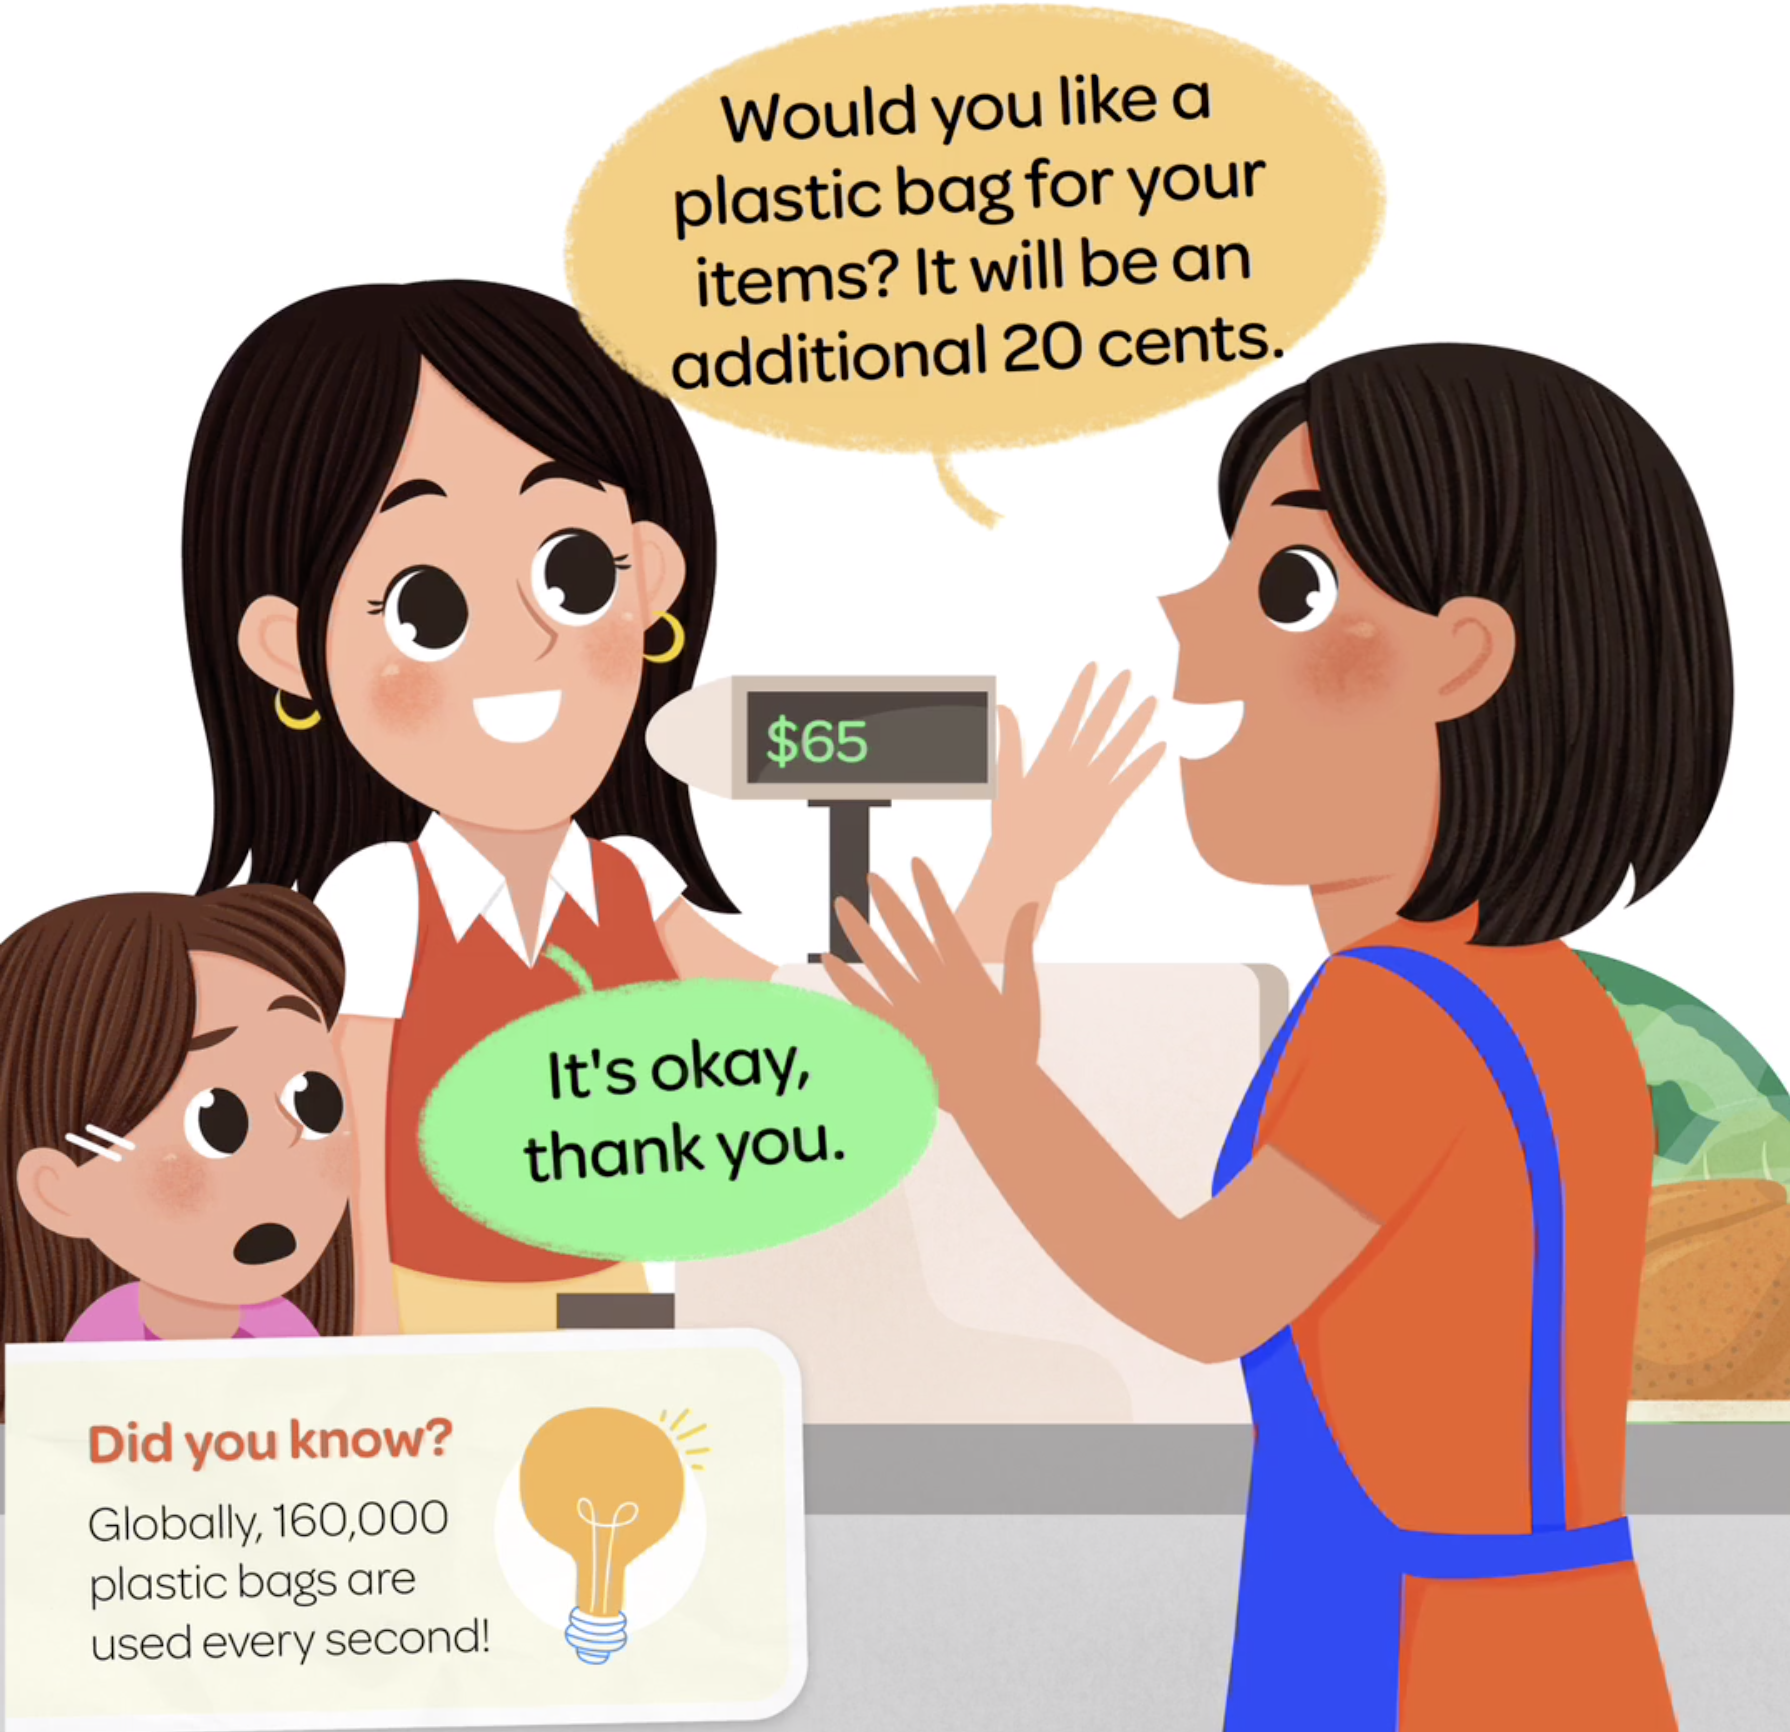 Would you like a
plastic bag for your
items? It will be an
additional 20 cents.
$65
It's okay,
thank you.
Did you know?
Globally, 160,000
plastic bags are
used every second!